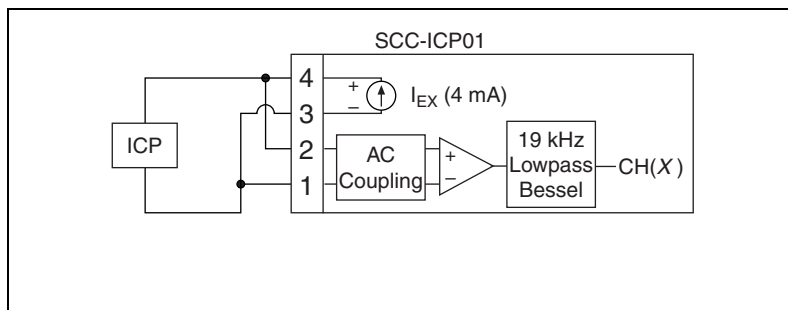 SCC-ICP01
4
+
−
I_EX (4 mA)
3
ICP
2
1
AC
Coupling
+
−
19 kHz
Lowpass
Bessel
CH(X)